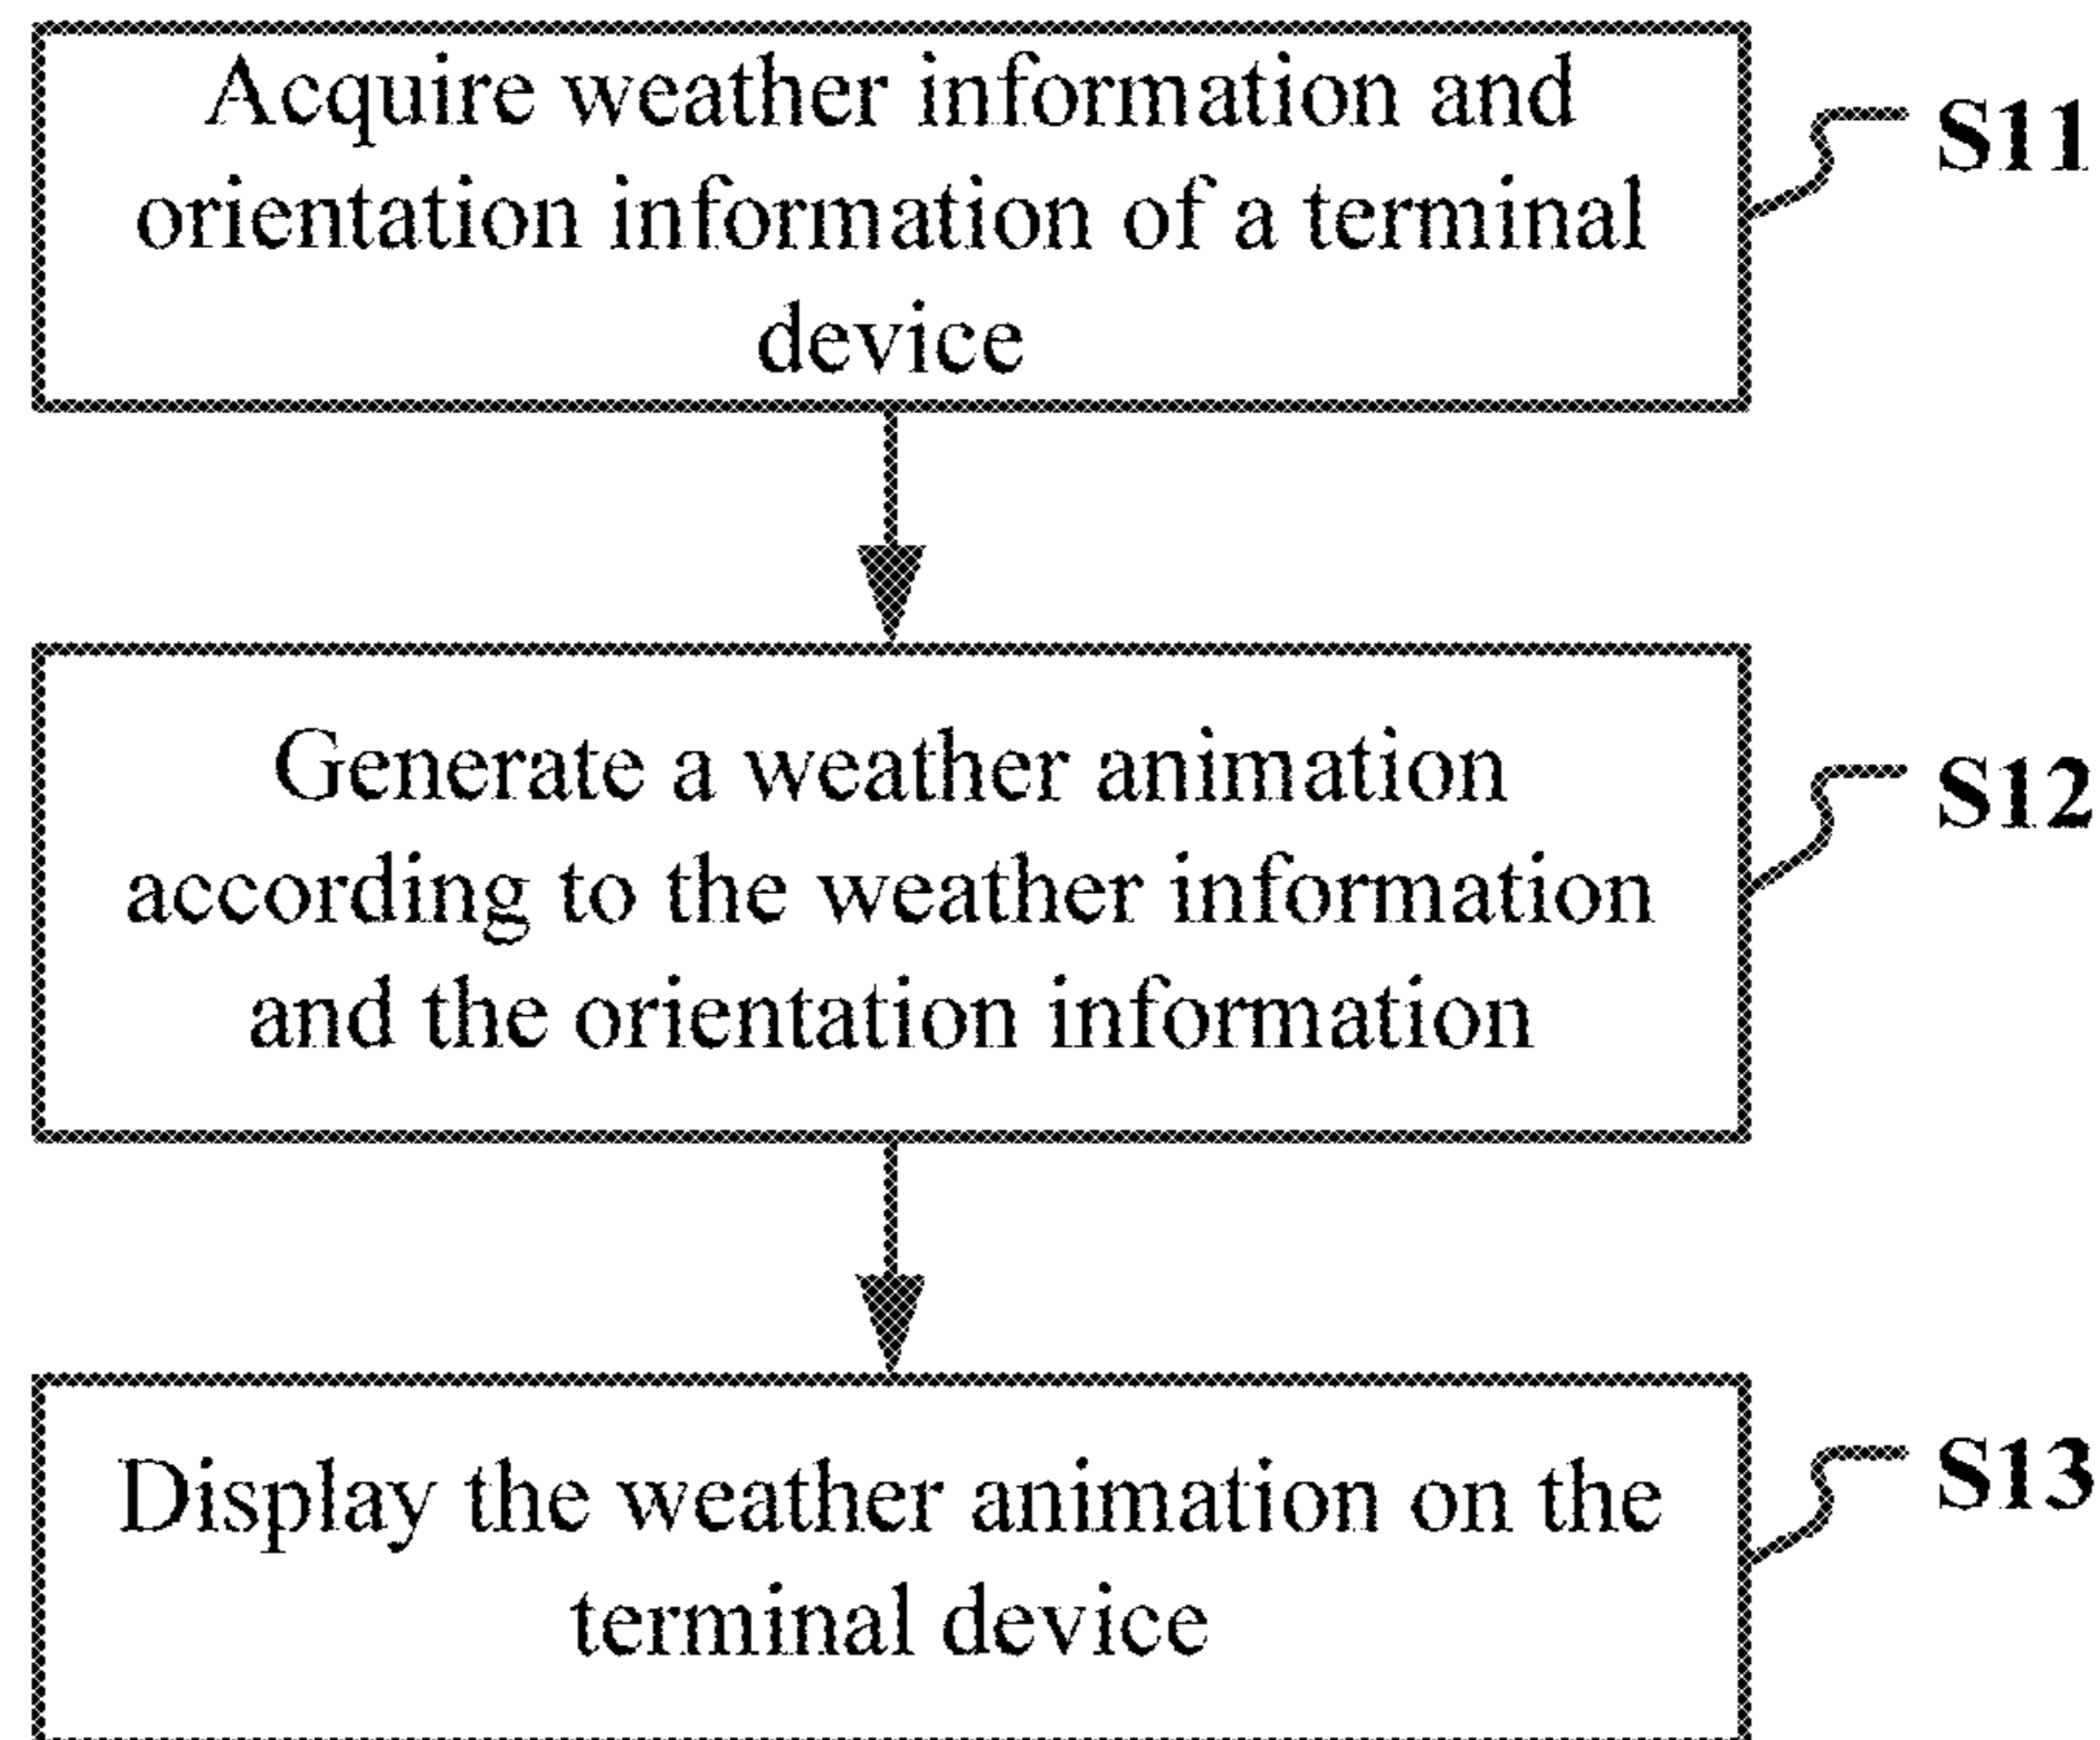 Acquire weather information and
orientation information of a terminal
device
S11
Generate a weather animation
according to the weather information
and the orientation information
S12
Display the weather animation on the
terminal device
S13